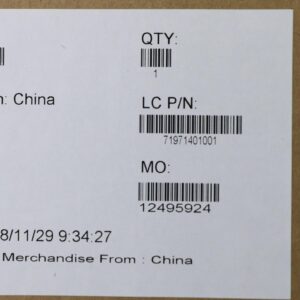 QTY:
1
n: China
LC P/N:
71971401001
MO:
12495924
8/11/29 9:34:27
Merchandise From : China